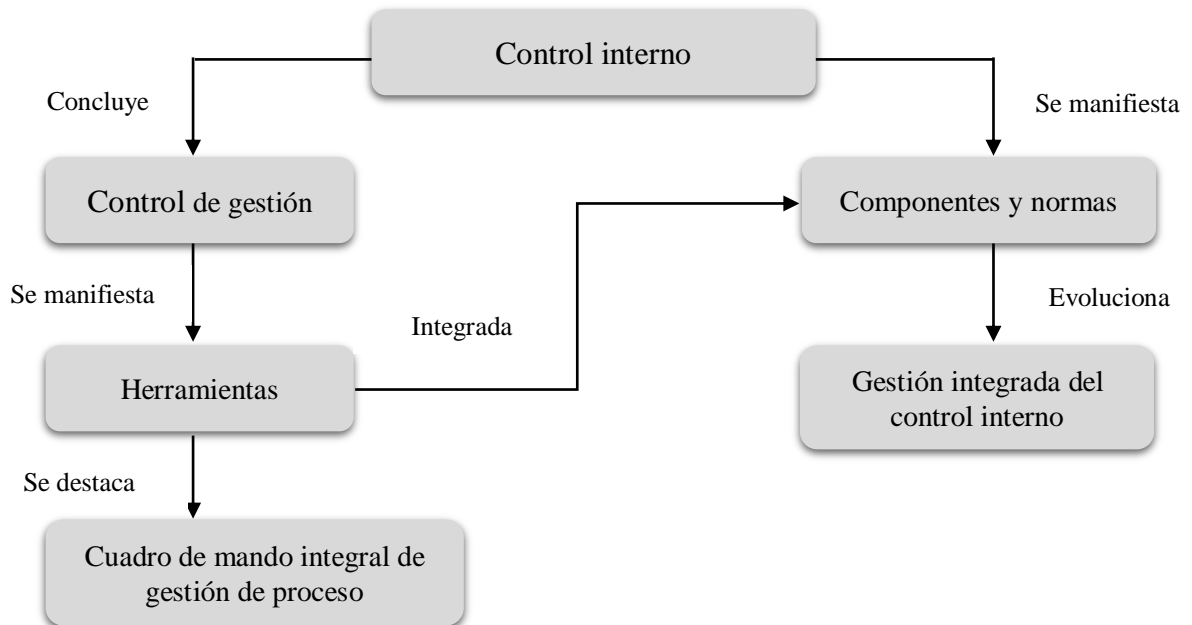 Control interno
Concluye
Se manifiesta
Control de gestión
Componentes y normas
Se manifiesta
Evoluciona
Integrada
Herramientas
Gestión integrada del
control interno
Se destaca
Cuadro de mando integral de
gestión de proceso